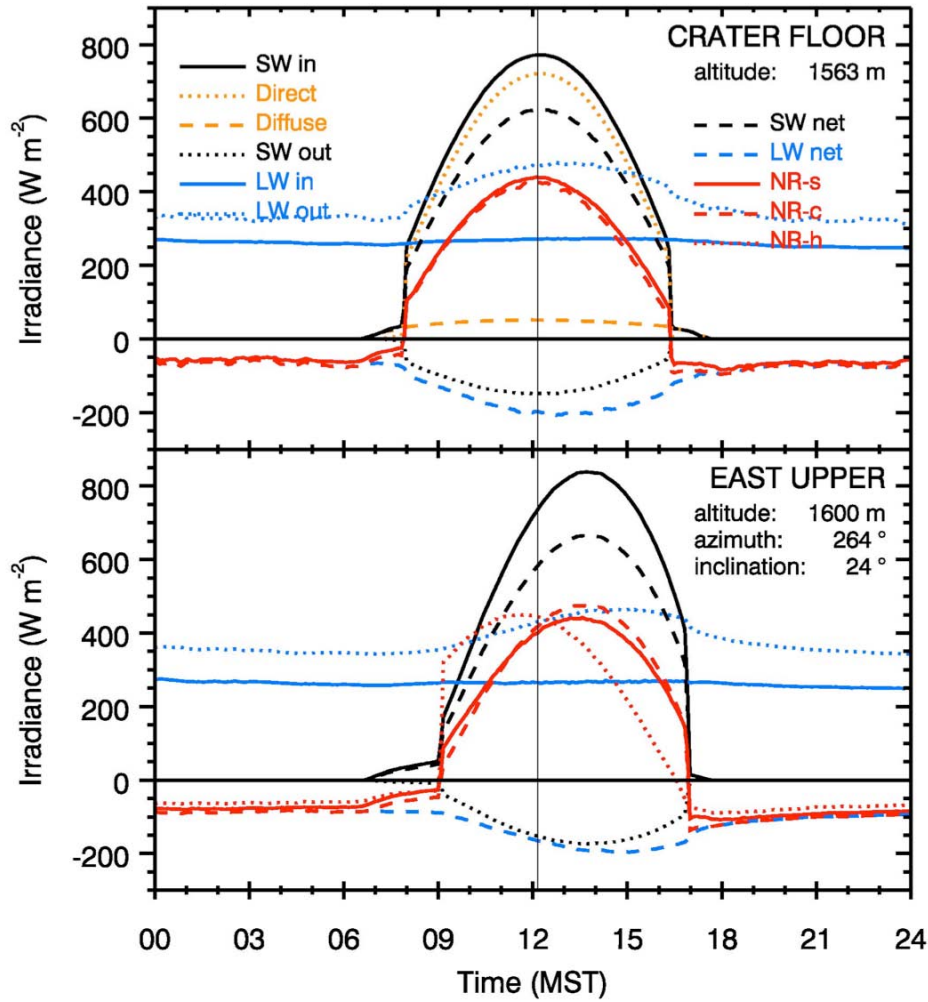 CRATER FLOOR
altitude: 1563 m
SW in
Direct
Diffuse
SW out
LW in
LW out
SW net
LW net
NR-s
NR-c
NR-h
800
600
400
200
0
-200
Irradiance (W m-2)
EAST UPPER
altitude: 1600 m
azimuth: 264 °
inclination: 24 °
800
600
400
200
0
-200
Irradiance (W m-2)
00 03 06 09 12 15 18 21 24
Time (MST)